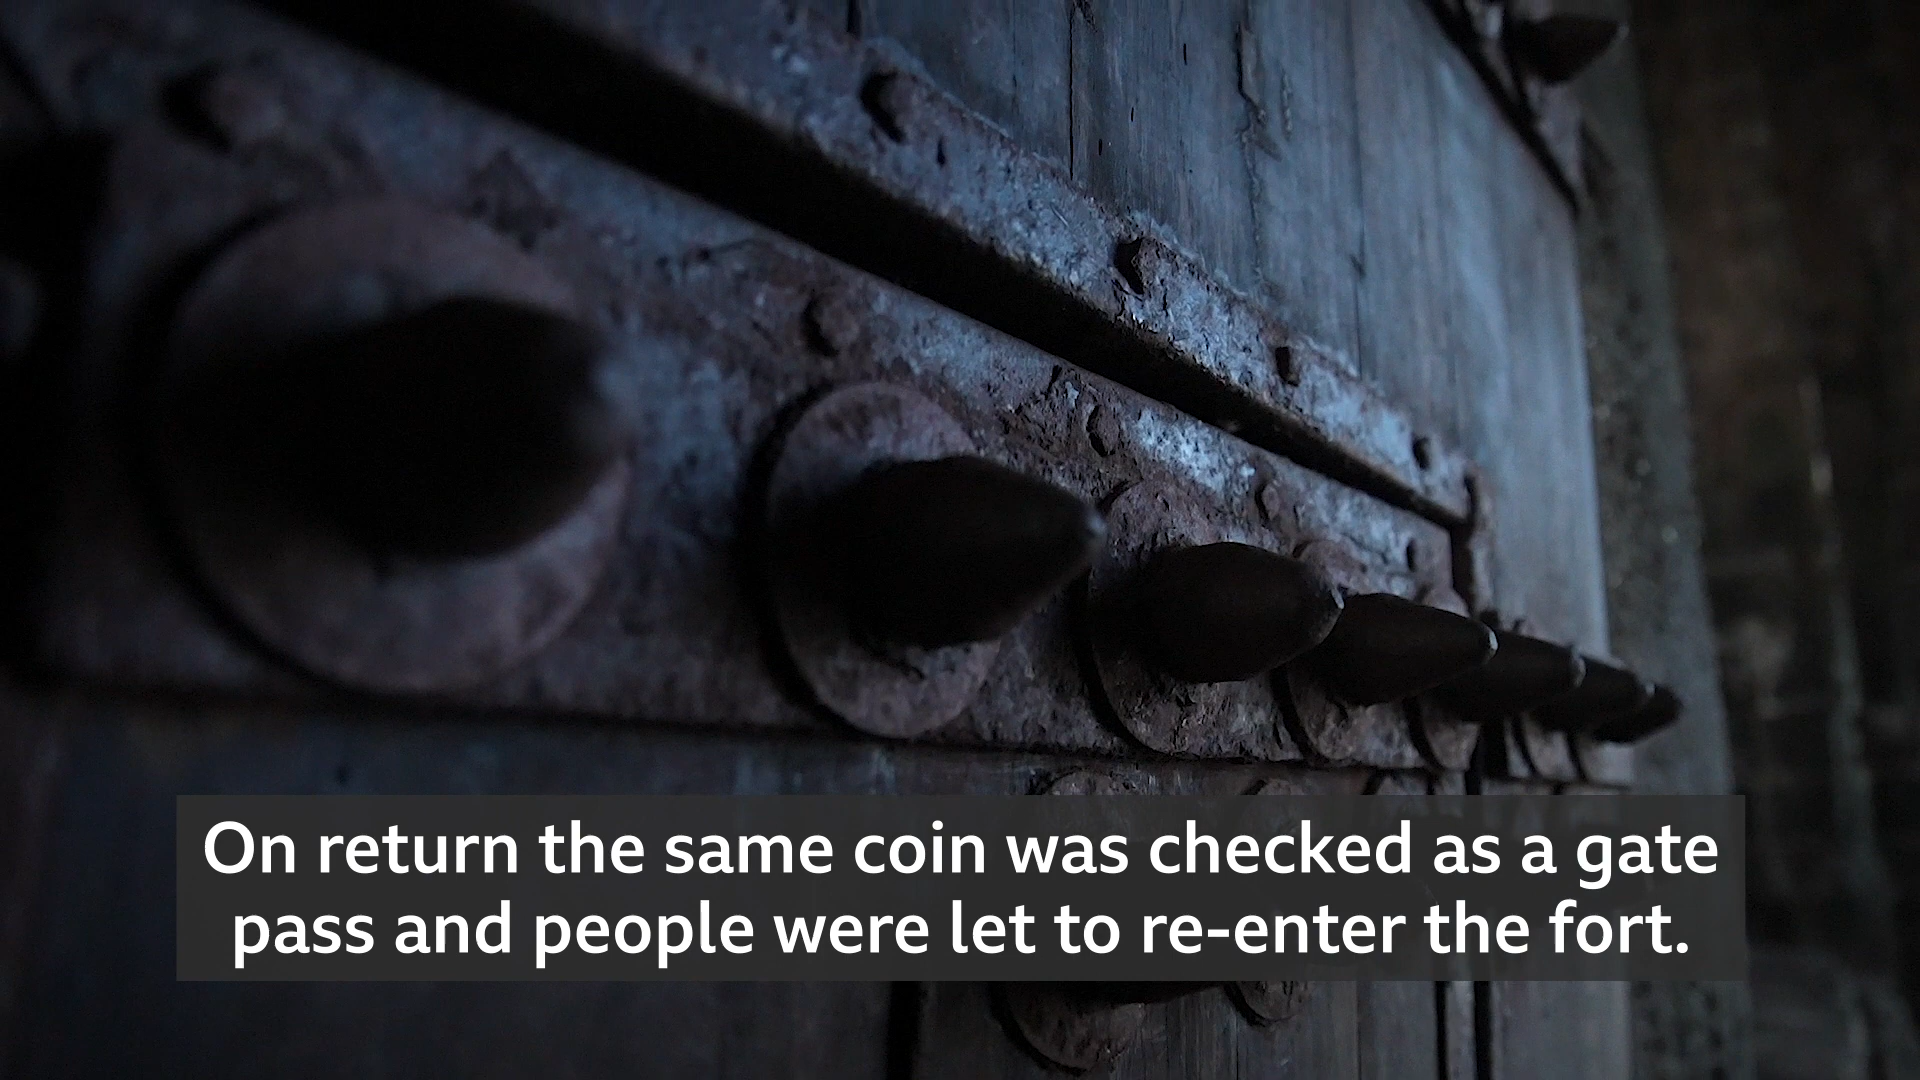 On return the same coin was checked as a gate
pass and people were let to re-enter the fort.